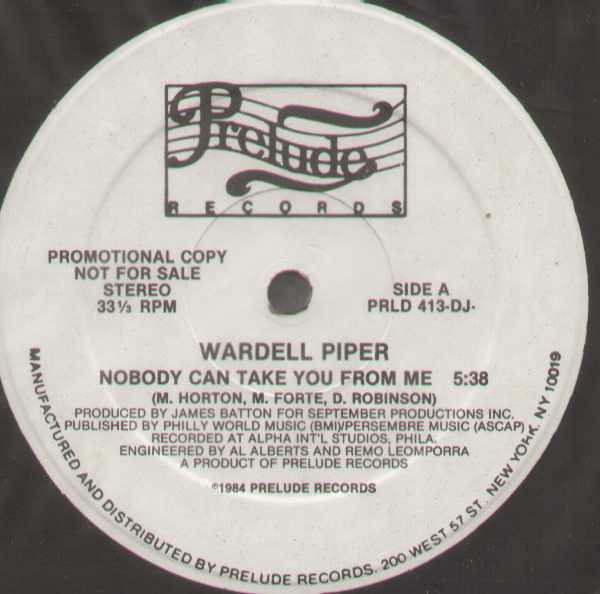 Prelude
RECORDS
PROMOTIONAL COPY
NOT FOR SALE
STEREO
33⅓ RPM
SIDE A
PRLD 413-DJ-
WARDELL PIPER
NOBODY CAN TAKE YOU FROM ME 5:38
(M. HORTON, M. FORTE, D. ROBINSON)
PRODUCED BY JAMES BATTON FOR SEPTEMBER PRODUCTIONS INC.
PUBLISHED BY PHILLY WORLD MUSIC (BMI)/PERSEMBRE MUSIC (ASCAP)
RECORDED AT ALPHA INT'L STUDIOS, PHILA.
ENGINEERED BY AL ALBERTS AND REMO LEOMPORRA
A PRODUCT OF PRELUDE RECORDS
℗1984 PRELUDE RECORDS
MANUFACTURED AND DISTRIBUTED BY PRELUDE RECORDS. 200 WEST 57 ST. NEW YORK, NY 10019